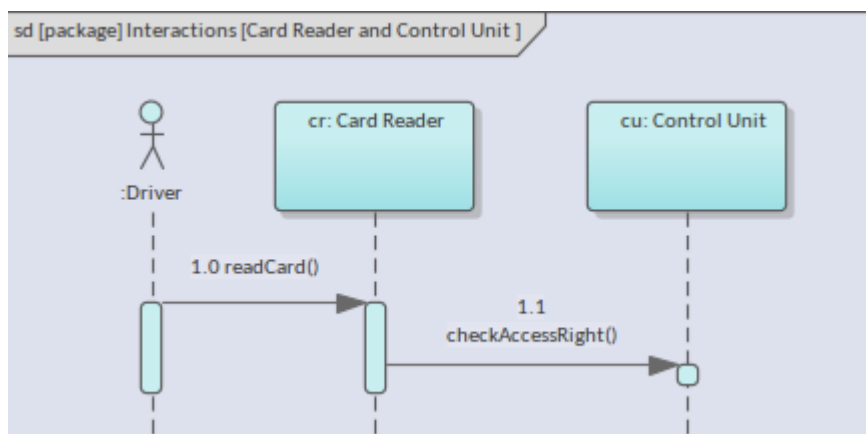 sd [package] Interactions [Card Reader and Control Unit ]
cr: Card Reader
cu: Control Unit
:Driver
1.0 readCard()
1.1
checkAccessRight()